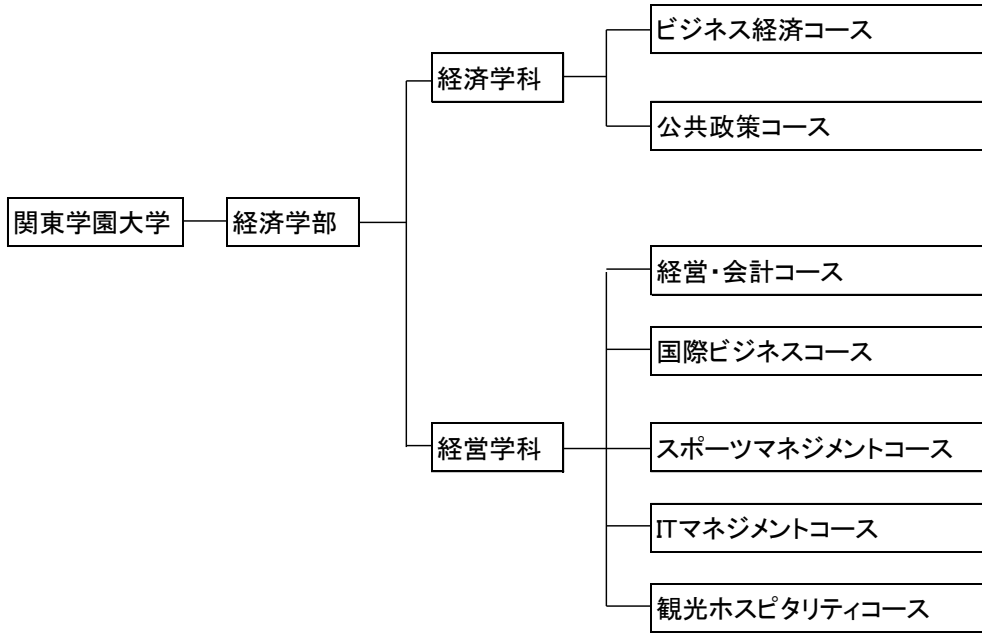 関東学園大学
経済学部
経済学科
ビジネス経済コース
公共政策コース
経営学科
経営・会計コース
国際ビジネスコース
スポーツマネジメントコース
ITマネジメントコース
観光ホスピタリティコース